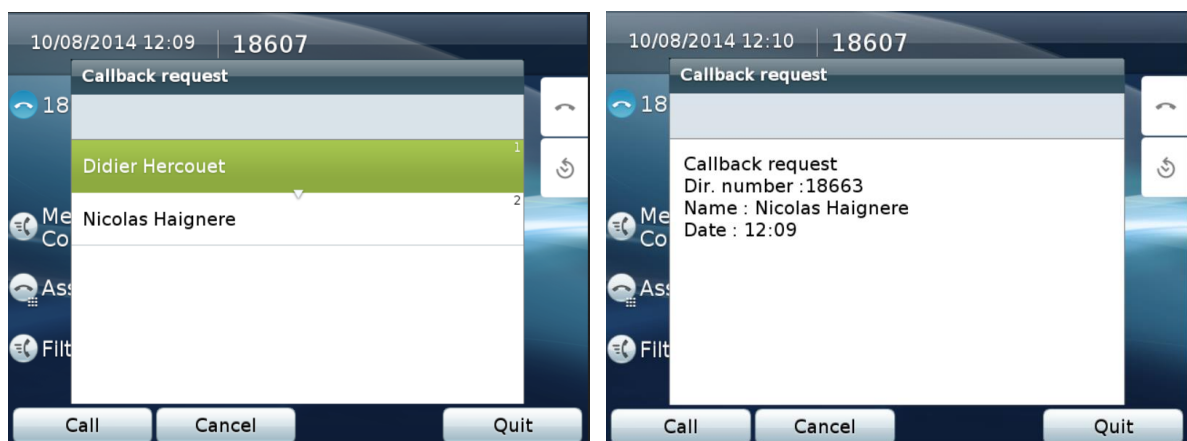 10/08/2014 12:09 18607
Callback request
18
Didier Hercouet 1
Nicolas Haignere 2
Me
Co
Ass
Filt
Call Cancel Quit
10/08/2014 12:10 18607
Callback request
18
Callback request
Dir. number :18663
Name : Nicolas Haignere
Date : 12:09
Me
Co
Ass
Filt
Call Cancel Quit